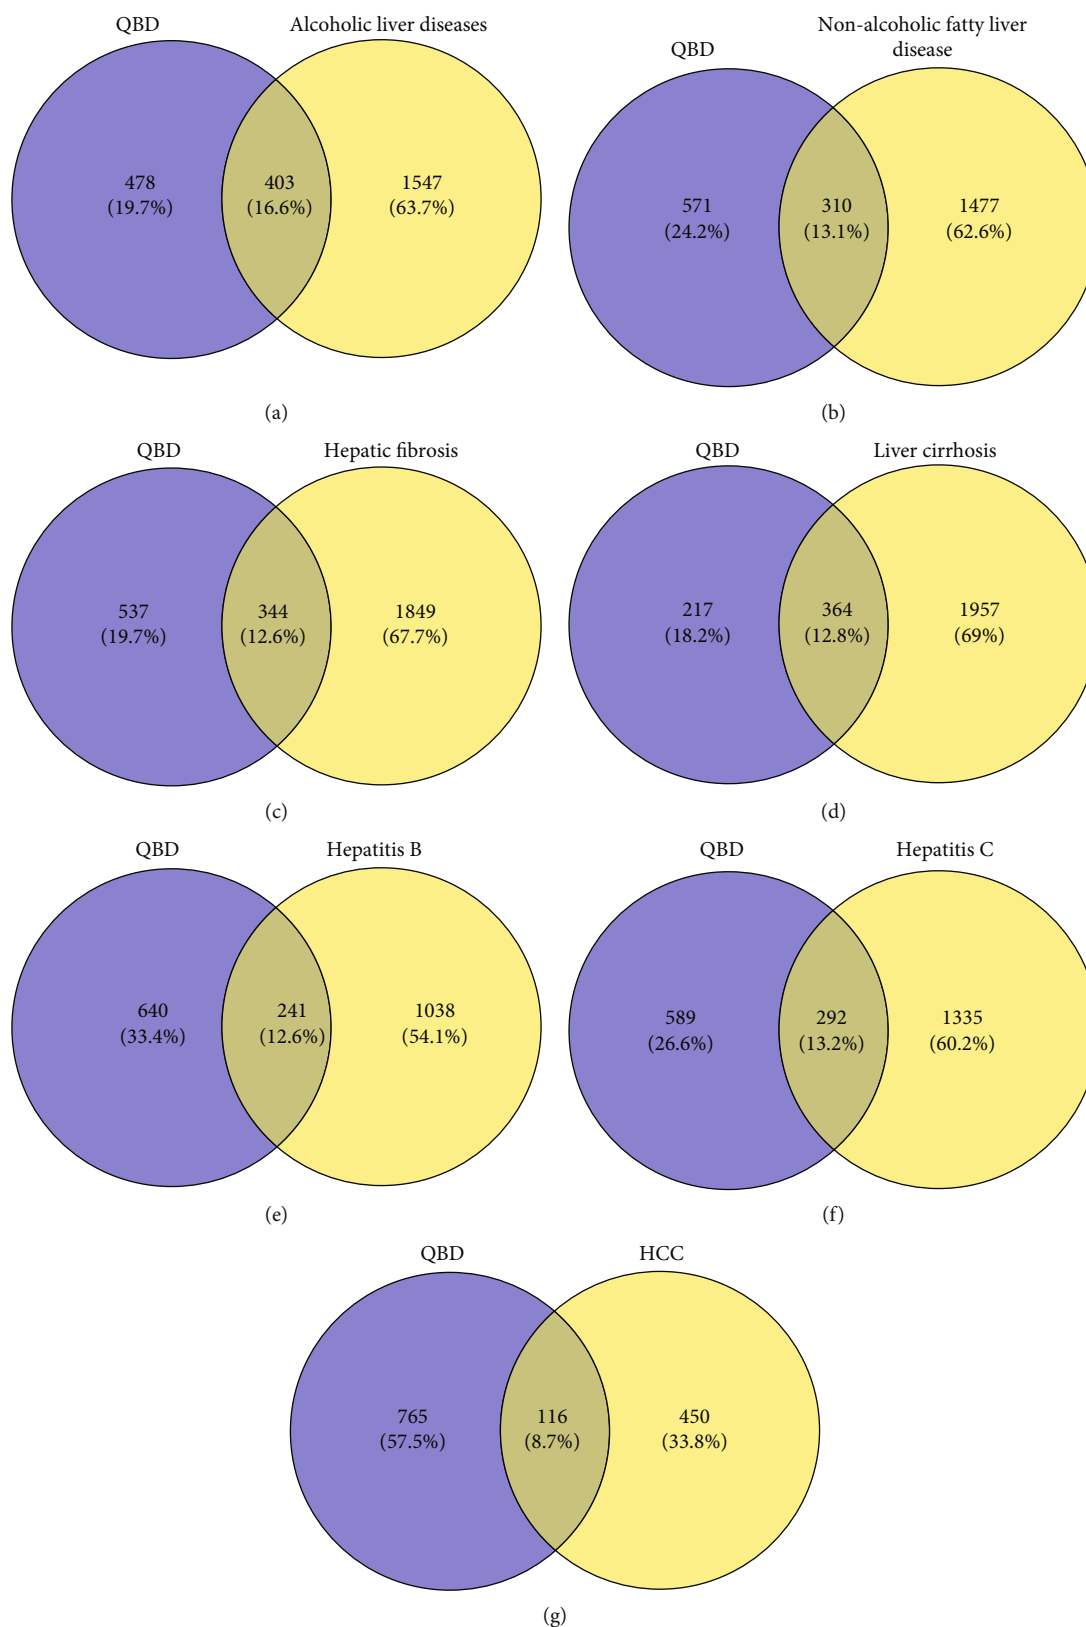 QBD Alcoholic liver diseases
478 403 1547
(19.7%) (16.6%) (63.7%)
(a)
Non-alcoholic fatty liver
QBD disease
571 310 1477
(24.2%) (13.1%) (62.6%)
(b)
QBD Hepatic fibrosis
537 344 1849
(19.7%) (12.6%) (67.7%)
(c)
QBD Liver cirrhosis
217 364 1957
(18.2%) (12.8%) (69%)
(d)
QBD Hepatitis B
640 241 1038
(33.4%) (12.6%) (54.1%)
(e)
QBD Hepatitis C
589 292 1335
(26.6%) (13.2%) (60.2%)
(f)
QBD HCC
765 116 450
(57.5%) (8.7%) (33.8%)
(g)